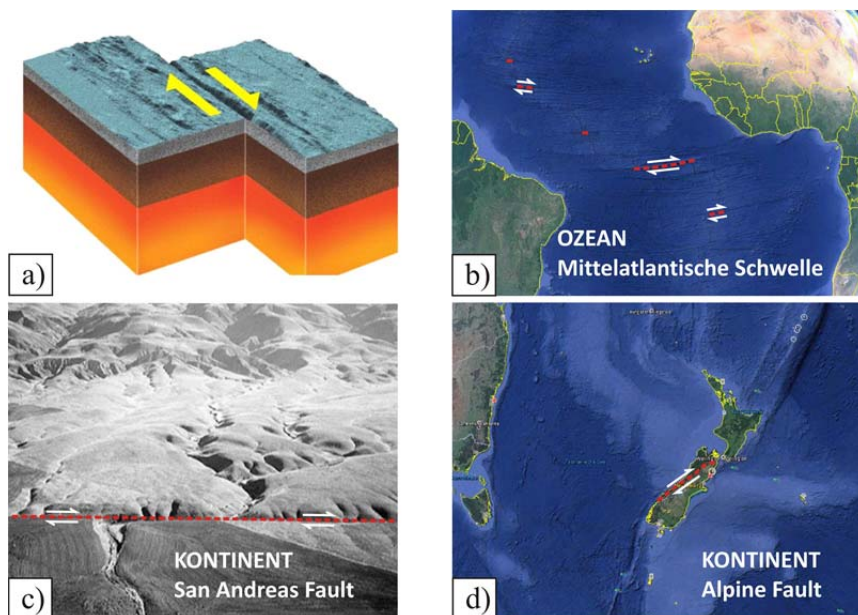 a)
OZEAN
Mittelatlantische Schwelle
b)
KONTINENT
San Andreas Fault
c)
KONTINENT
Alpine Fault
d)